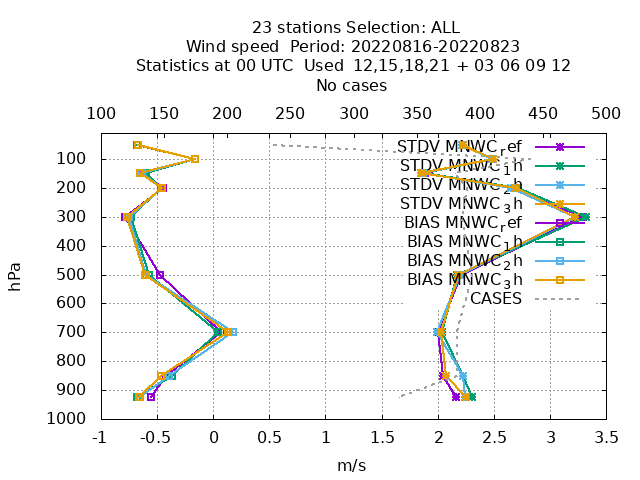 23 stations Selection: ALL
Wind speed  Period: 20220816-20220823
Statistics at 00 UTC  Used  12,15,18,21 + 03 06 09 12
No cases
100 150 200 250 300 350 400 450 500
STDV MNWC_ref
STDV MNWC_1h
STDV MNWC_2h
STDV MNWC_3h
BIAS MNWC_ref
BIAS MNWC_1h
BIAS MNWC_2h
BIAS MNWC_3h
CASES
hPa
100
200
300
400
500
600
700
800
900
1000
-1 -0.5 0 0.5 1 1.5 2 2.5 3 3.5
m/s